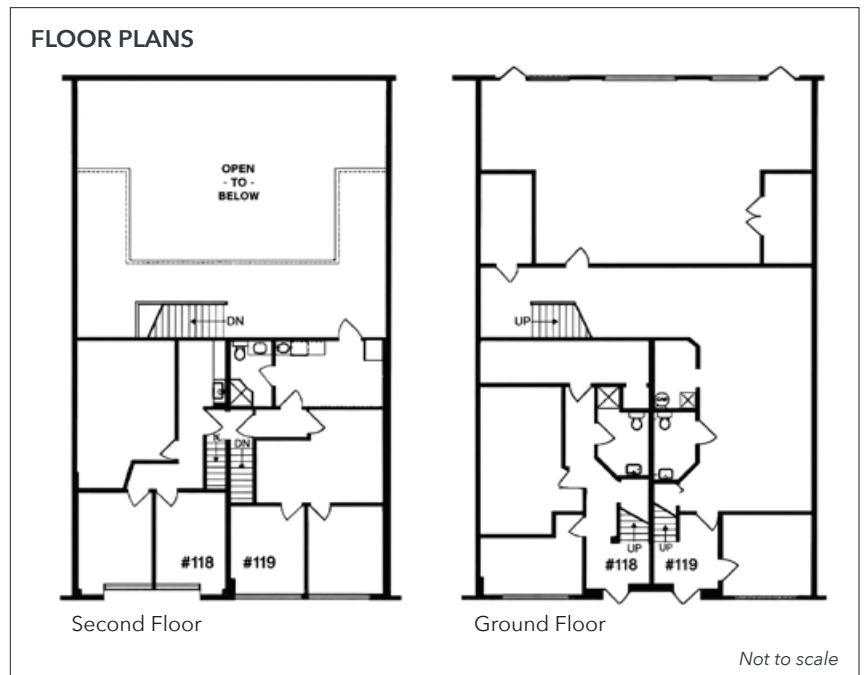 FLOOR PLANS
OPEN
- TO -
BELOW
DN
DN
#118
#119
Second Floor
UP
UP
UP
#118
#119
Ground Floor
Not to scale